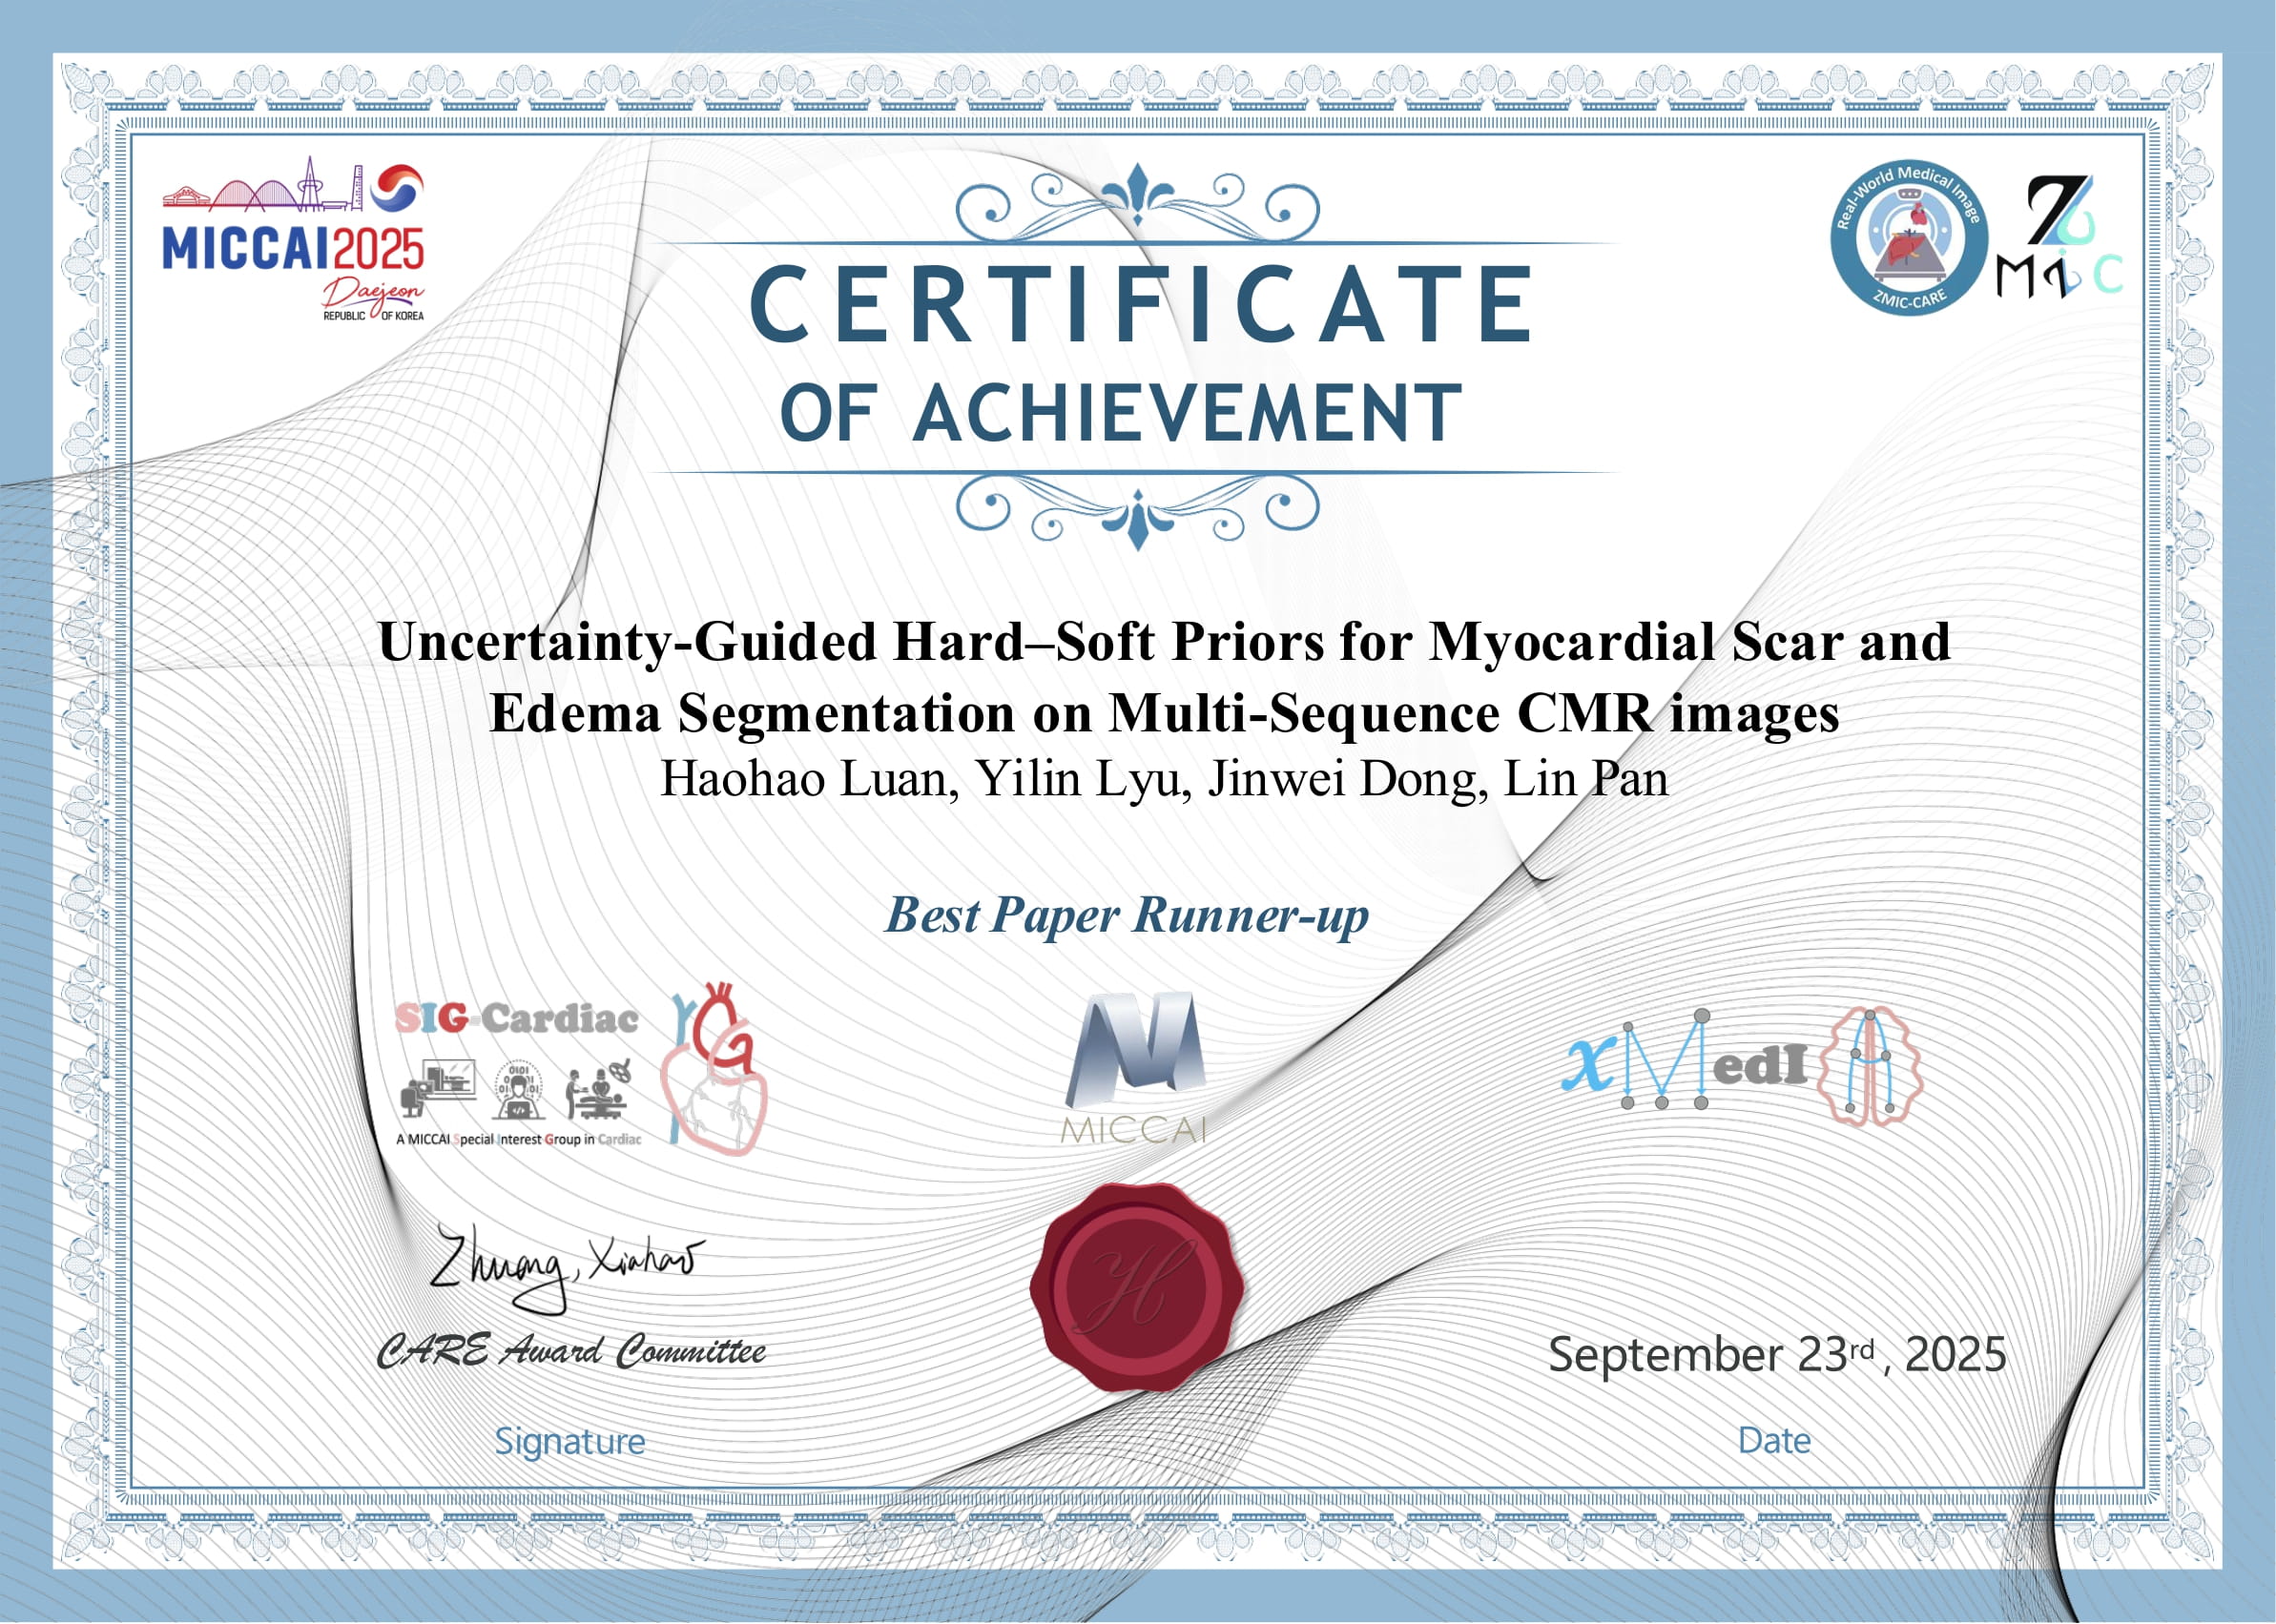 MICCAI2025
Daejeon
REPUBLIC OF KOREA
Real-World Medical Image
ZMIC-CARE
ZMIC
CERTIFICATE
OF ACHIEVEMENT
Uncertainty-Guided Hard–Soft Priors for Myocardial Scar and
Edema Segmentation on Multi-Sequence CMR images
Haohao Luan, Yilin Lyu, Jinwei Dong, Lin Pan
Best Paper Runner-up
SIG-Cardiac
A MICCAI Special Interest Group in Cardiac
MICCAI
xMedIA
Zhuang, Xiahai
CARE Award Committee
September 23rd, 2025
Signature
Date